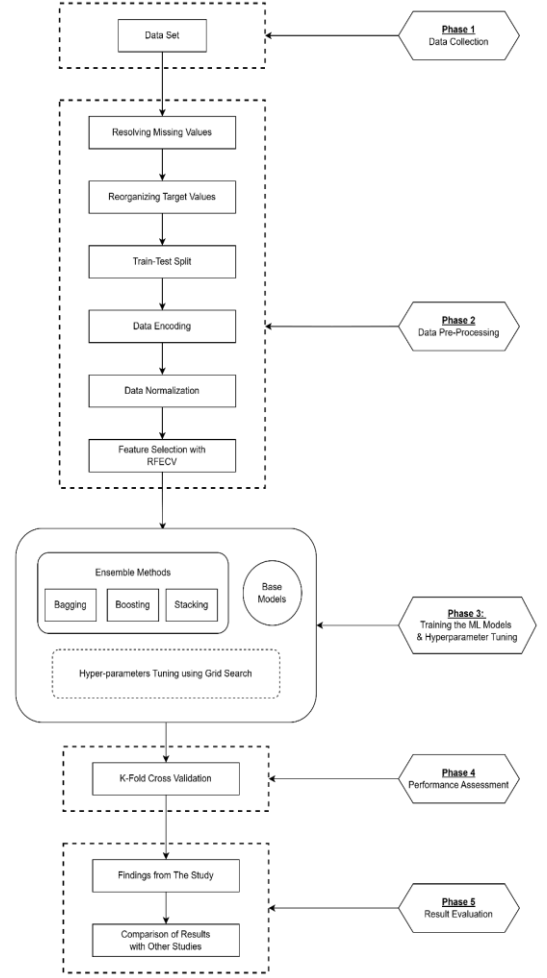 Data Set
Phase 1
Data Collection
Resolving Missing Values
Reorganizing Target Values
Train-Test Split
Data Encoding
Phase 2
Data Pre-Processing
Data Normalization
Feature Selection with
RFECV
Ensemble Methods
Bagging
Boosting
Stacking
Base
Models
Hyper-parameters Tuning using Grid Search
Phase 3:
Training the ML Models
& Hyperparameter Tuning
K-Fold Cross Validation
Phase 4
Performance Assessment
Findings from The Study
Comparison of Results
with Other Studies
Phase 5
Result Evaluation